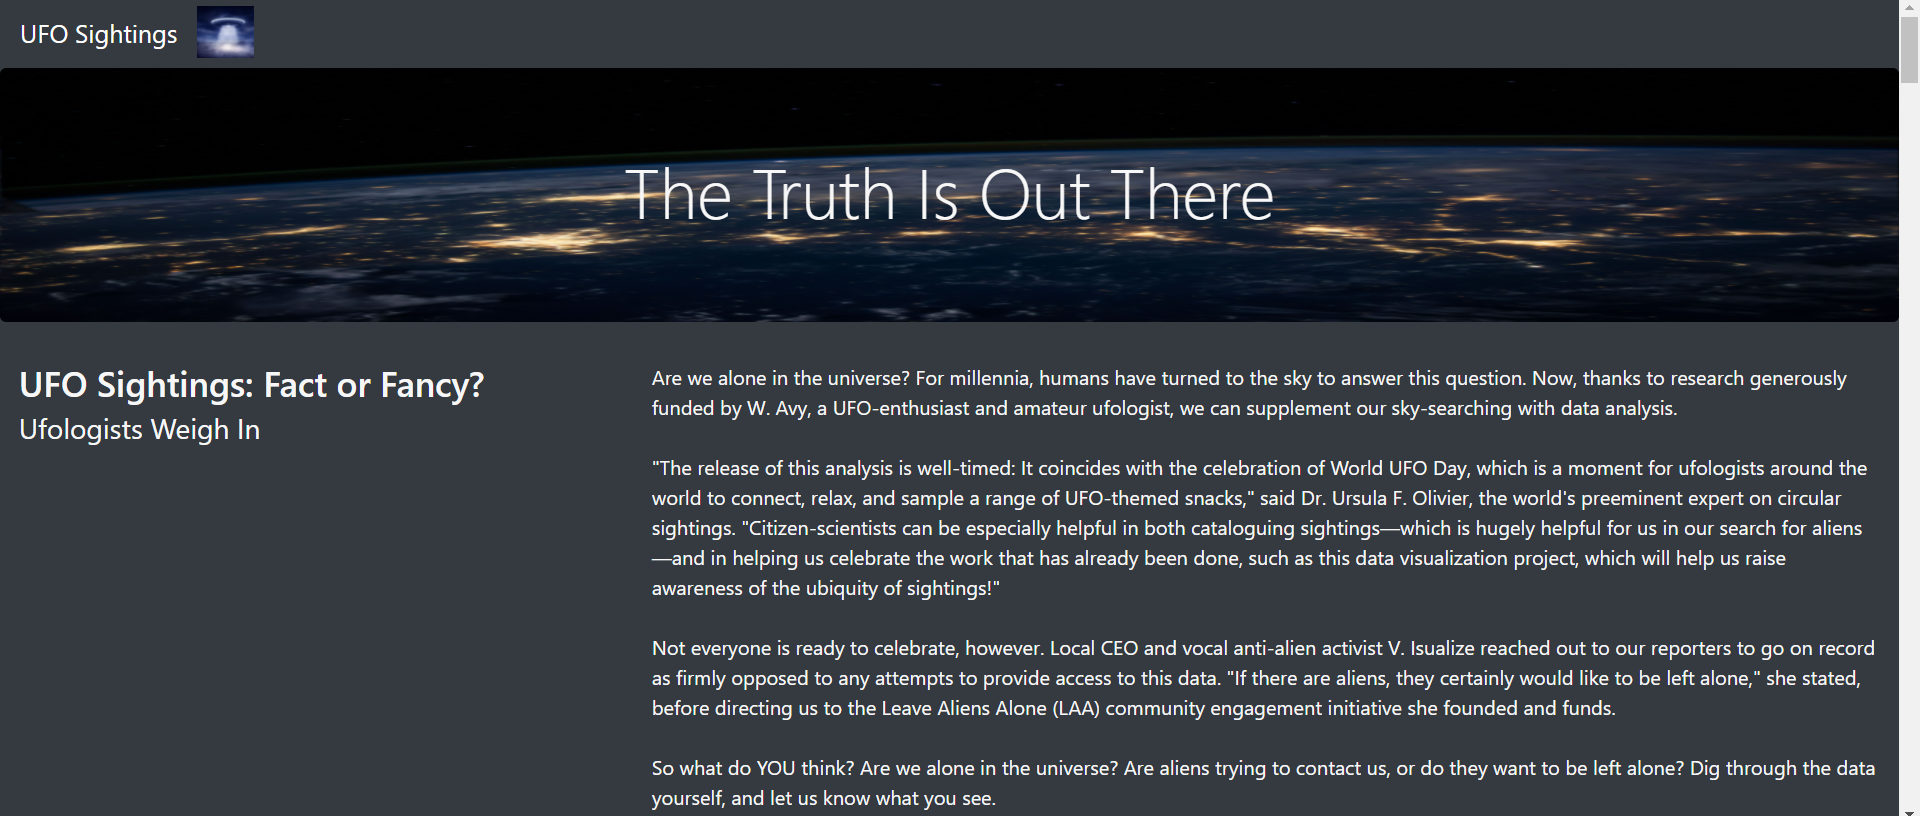 UFO Sightings
The Truth Is Out There
UFO Sightings: Fact or Fancy?
Ufologists Weigh In
Are we alone in the universe? For millennia, humans have turned to the sky to answer this question. Now, thanks to research generously
funded by W. Avy, a UFO-enthusiast and amateur ufologist, we can supplement our sky-searching with data analysis.
"The release of this analysis is well-timed: It coincides with the celebration of World UFO Day, which is a moment for ufologists around the
world to connect, relax, and sample a range of UFO-themed snacks," said Dr. Ursula F. Olivier, the world's preeminent expert on circular
sightings. "Citizen-scientists can be especially helpful in both cataloguing sightings—which is hugely helpful for us in our search for aliens
—and in helping us celebrate the work that has already been done, such as this data visualization project, which will help us raise
awareness of the ubiquity of sightings!"
Not everyone is ready to celebrate, however. Local CEO and vocal anti-alien activist V. Isualize reached out to our reporters to go on record
as firmly opposed to any attempts to provide access to this data. "If there are aliens, they certainly would like to be left alone," she stated,
before directing us to the Leave Aliens Alone (LAA) community engagement initiative she founded and funds.
So what do YOU think? Are we alone in the universe? Are aliens trying to contact us, or do they want to be left alone? Dig through the data
yourself, and let us know what you see.